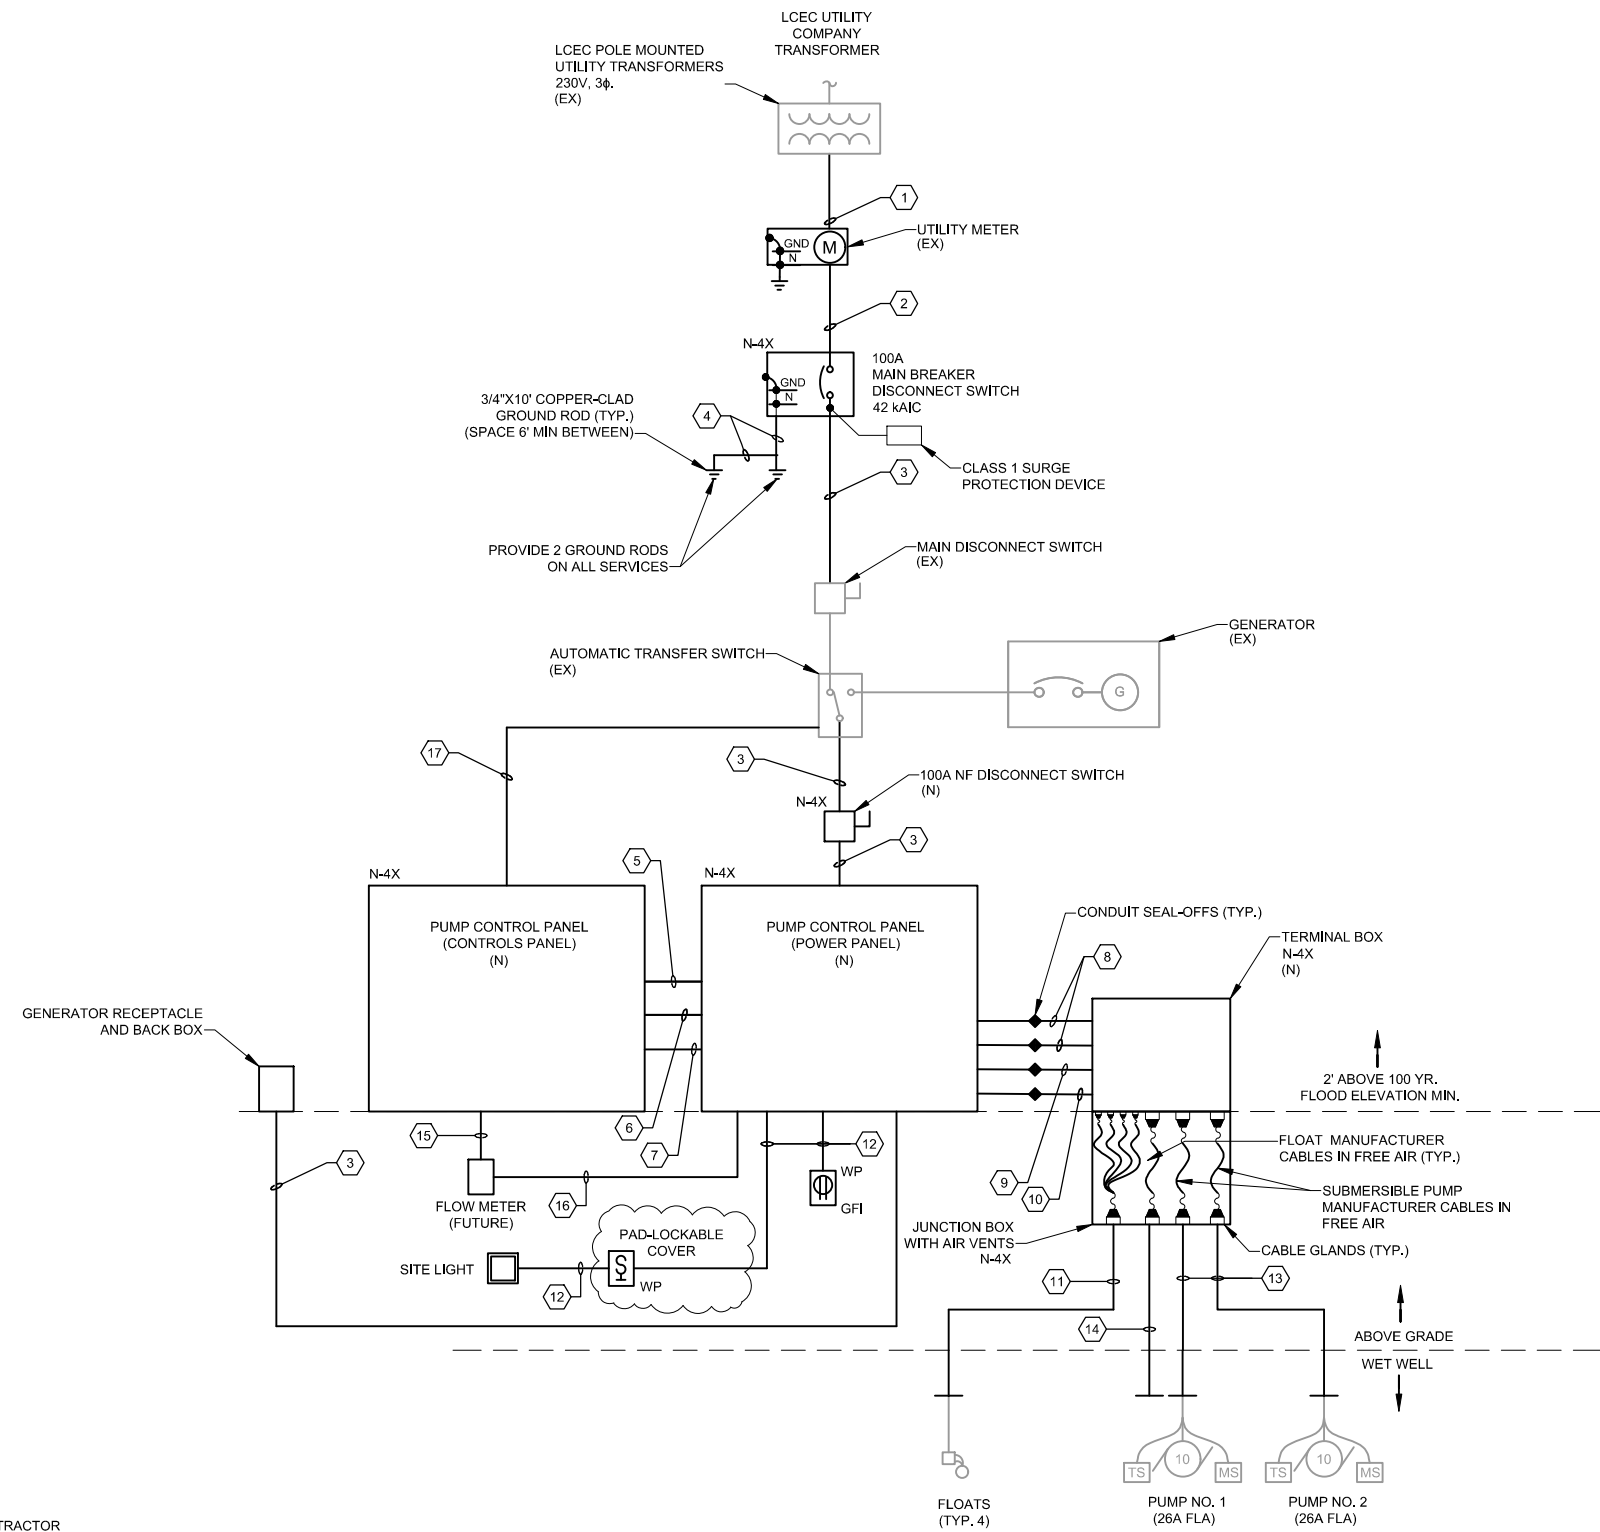 LCEC UTILITY
COMPANY
TRANSFORMER
LCEC POLE MOUNTED
UTILITY TRANSFORMERS
230V, 3ɸ.
(EX)
1
UTILITY METER
(EX)
GND
N
M
2
N-4X
100A
MAIN BREAKER
DISCONNECT SWITCH
42 kAIC
GND
N
3/4"X10' COPPER-CLAD
GROUND ROD (TYP.)
(SPACE 6' MIN BETWEEN)
4
3
CLASS 1 SURGE
PROTECTION DEVICE
PROVIDE 2 GROUND RODS
ON ALL SERVICES
MAIN DISCONNECT SWITCH
(EX)
GENERATOR
(EX)
AUTOMATIC TRANSFER SWITCH
(EX)
G
17
3
100A NF DISCONNECT SWITCH
(N)
N-4X
3
5
N-4X
N-4X
PUMP CONTROL PANEL
(CONTROLS PANEL)
(N)
PUMP CONTROL PANEL
(POWER PANEL)
(N)
CONDUIT SEAL-OFFS (TYP.)
8
TERMINAL BOX
N-4X
(N)
GENERATOR RECEPTACLE
AND BACK BOX
2' ABOVE 100 YR.
FLOOD ELEVATION MIN.
15
6
7
12
3
9
10
FLOAT MANUFACTURER
CABLES IN FREE AIR (TYP.)
SUBMERSIBLE PUMP
MANUFACTURER CABLES IN
FREE AIR
WP
GFI
16
FLOW METER
(FUTURE)
JUNCTION BOX
WITH AIR VENTS
N-4X
CABLE GLANDS (TYP.)
PAD-LOCKABLE
COVER
SITE LIGHT
S
WP
12
11
13
14
ABOVE GRADE
WET WELL
TS
10
MS
TS
10
MS
FLOATS
(TYP. 4)
PUMP NO. 1
(26A FLA)
PUMP NO. 2
(26A FLA)
TRACTOR